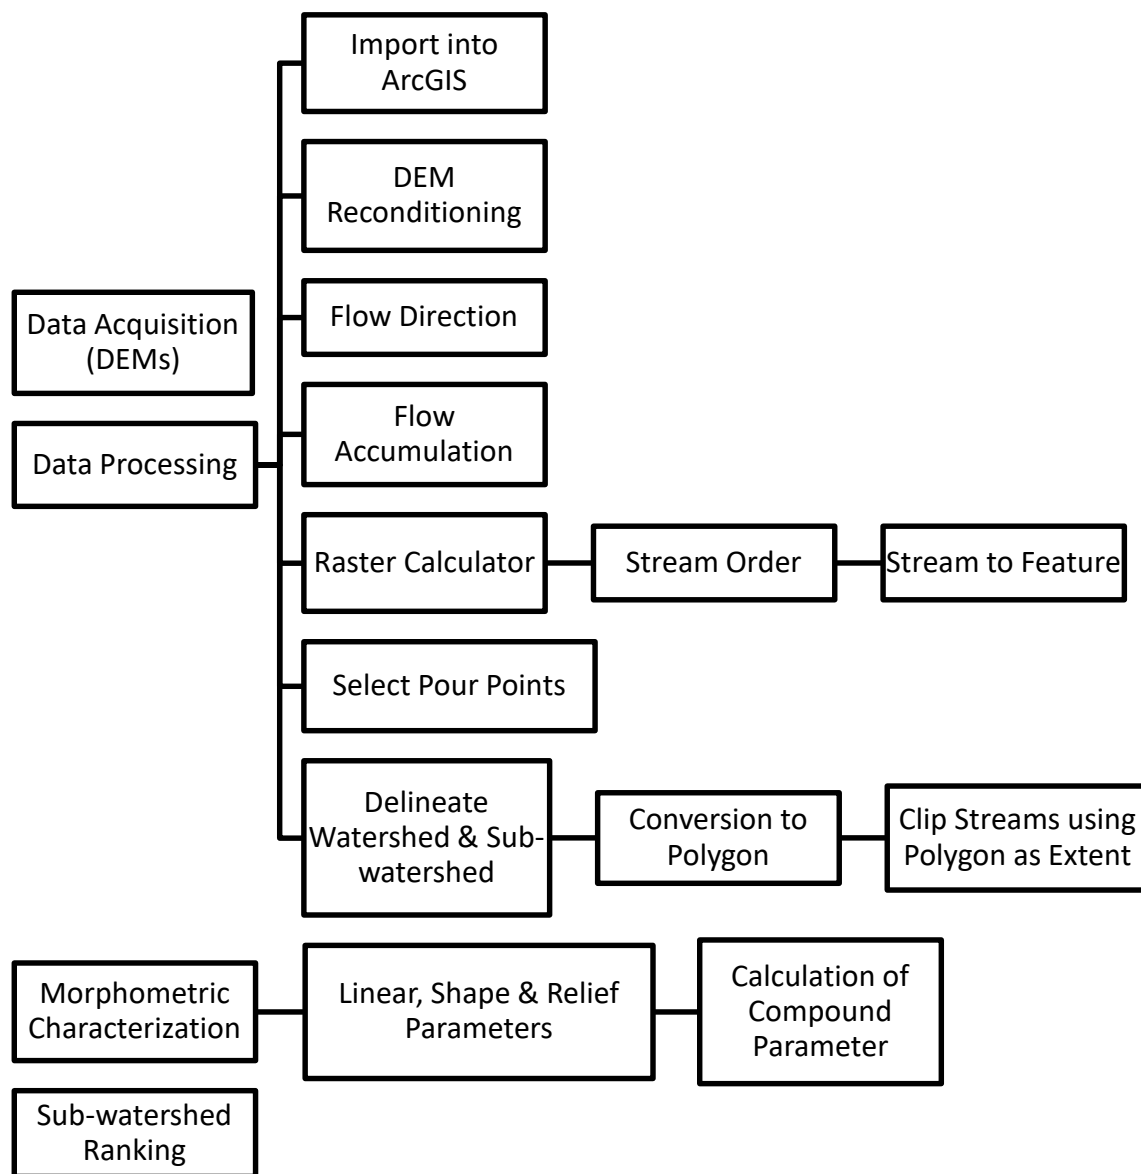 Import into
ArcGIS
DEM
Reconditioning
Flow Direction
Data Acquisition
(DEMs)
Flow
Accumulation
Data Processing
Raster Calculator
Stream Order
Stream to Feature
Select Pour Points
Delineate
Watershed & Sub-
watershed
Conversion to
Polygon
Clip Streams using
Polygon as Extent
Morphometric
Characterization
Linear, Shape & Relief
Parameters
Calculation of
Compound
Parameter
Sub-watershed
Ranking